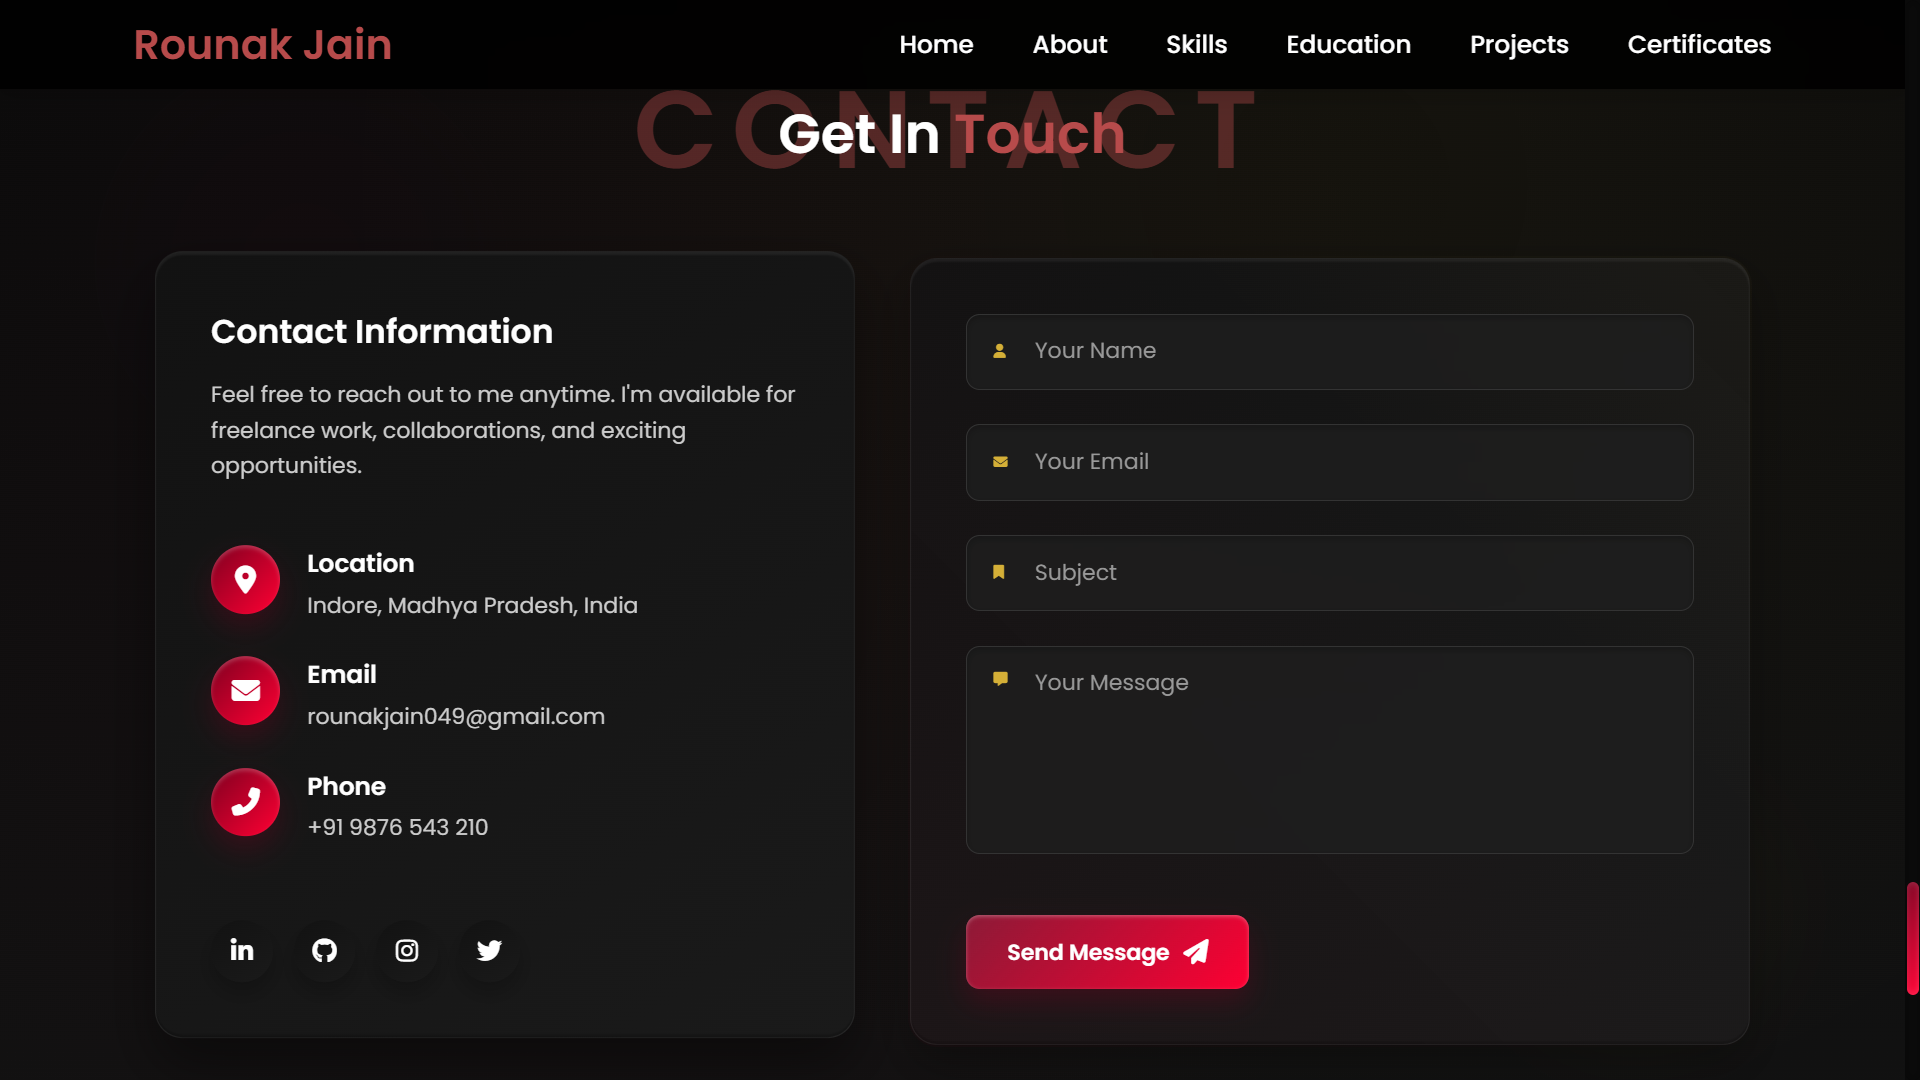 Rounak Jain
Home About Skills Education Projects Certificates
CONTACT
Get In Touch
Contact Information
Feel free to reach out to me anytime. I'm available for
freelance work, collaborations, and exciting
opportunities.
Location
Indore, Madhya Pradesh, India
Email
rounakjain049@gmail.com
Phone
+91 9876 543 210
Your Name
Your Email
Subject
Your Message
Send Message